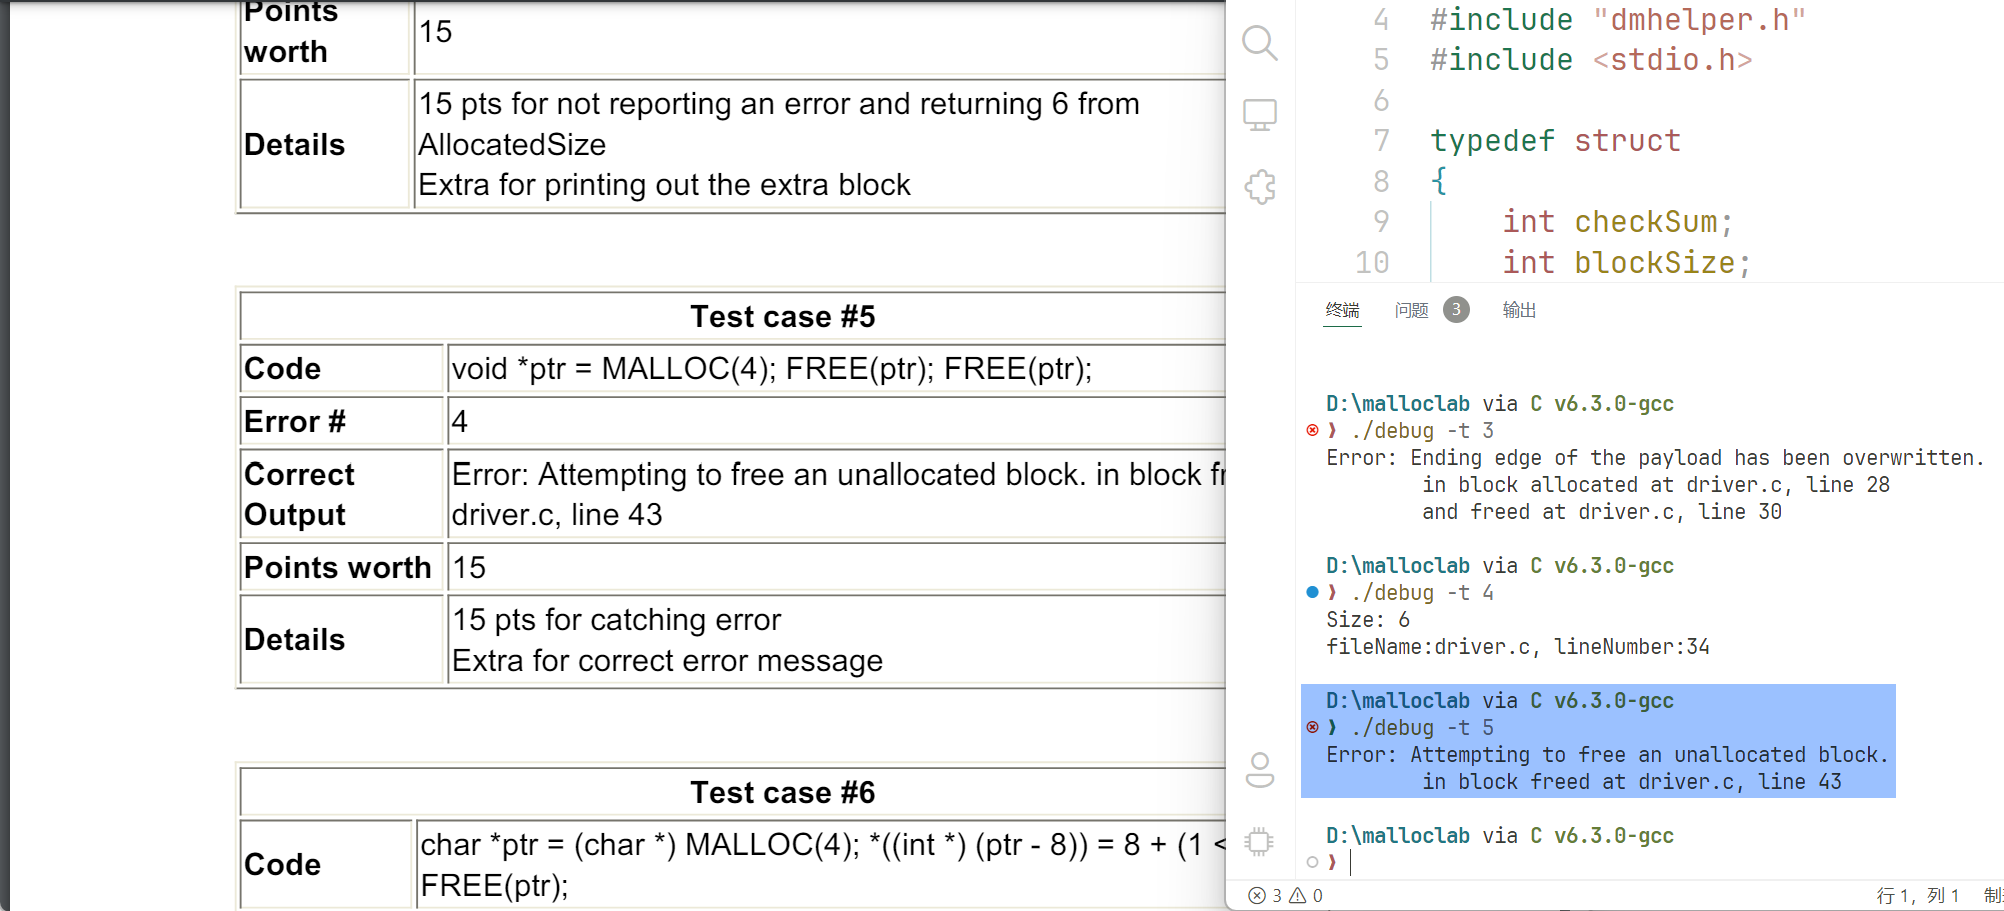 Points
worth
15
Details
15 pts for not reporting an error and returning 6 from
AllocatedSize
Extra for printing out the extra block
Test case #5
Code
void *ptr = MALLOC(4); FREE(ptr); FREE(ptr);
Error #
4
Correct
Output
Error: Attempting to free an unallocated block. in block fr
driver.c, line 43
Points worth
15
Details
15 pts for catching error
Extra for correct error message
Test case #6
Code
char *ptr = (char *) MALLOC(4); *((int *) (ptr - 8)) = 8 + (1 <
FREE(ptr);
4 #include "dmhelper.h"
5 #include <stdio.h>
6
7 typedef struct
8 {
9 int checkSum;
10 int blockSize;
终端 问题 3 输出
D:\malloclab via C v6.3.0-gcc
❯ ./debug -t 3
Error: Ending edge of the payload has been overwritten.
in block allocated at driver.c, line 28
and freed at driver.c, line 30
D:\malloclab via C v6.3.0-gcc
❯ ./debug -t 4
Size: 6
fileName:driver.c, lineNumber:34
D:\malloclab via C v6.3.0-gcc
❯ ./debug -t 5
Error: Attempting to free an unallocated block.
in block freed at driver.c, line 43
D:\malloclab via C v6.3.0-gcc
❯
3 0
行 1, 列 1 制